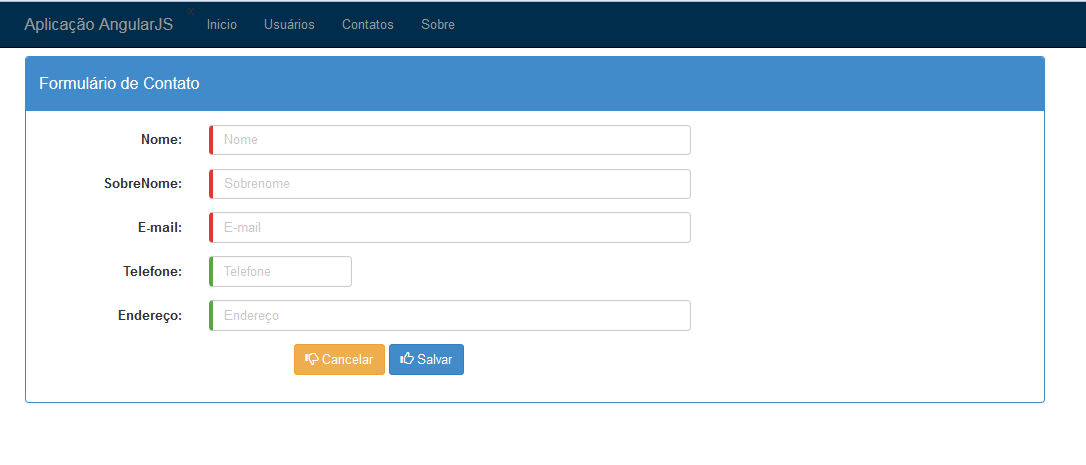 Aplicação AngularJS x Inicio Usuários Contatos Sobre
Formulário de Contato
Nome: Nome
SobreNome: Sobrenome
E-mail: E-mail
Telefone: Telefone
Endereço: Endereço
Cancelar Salvar